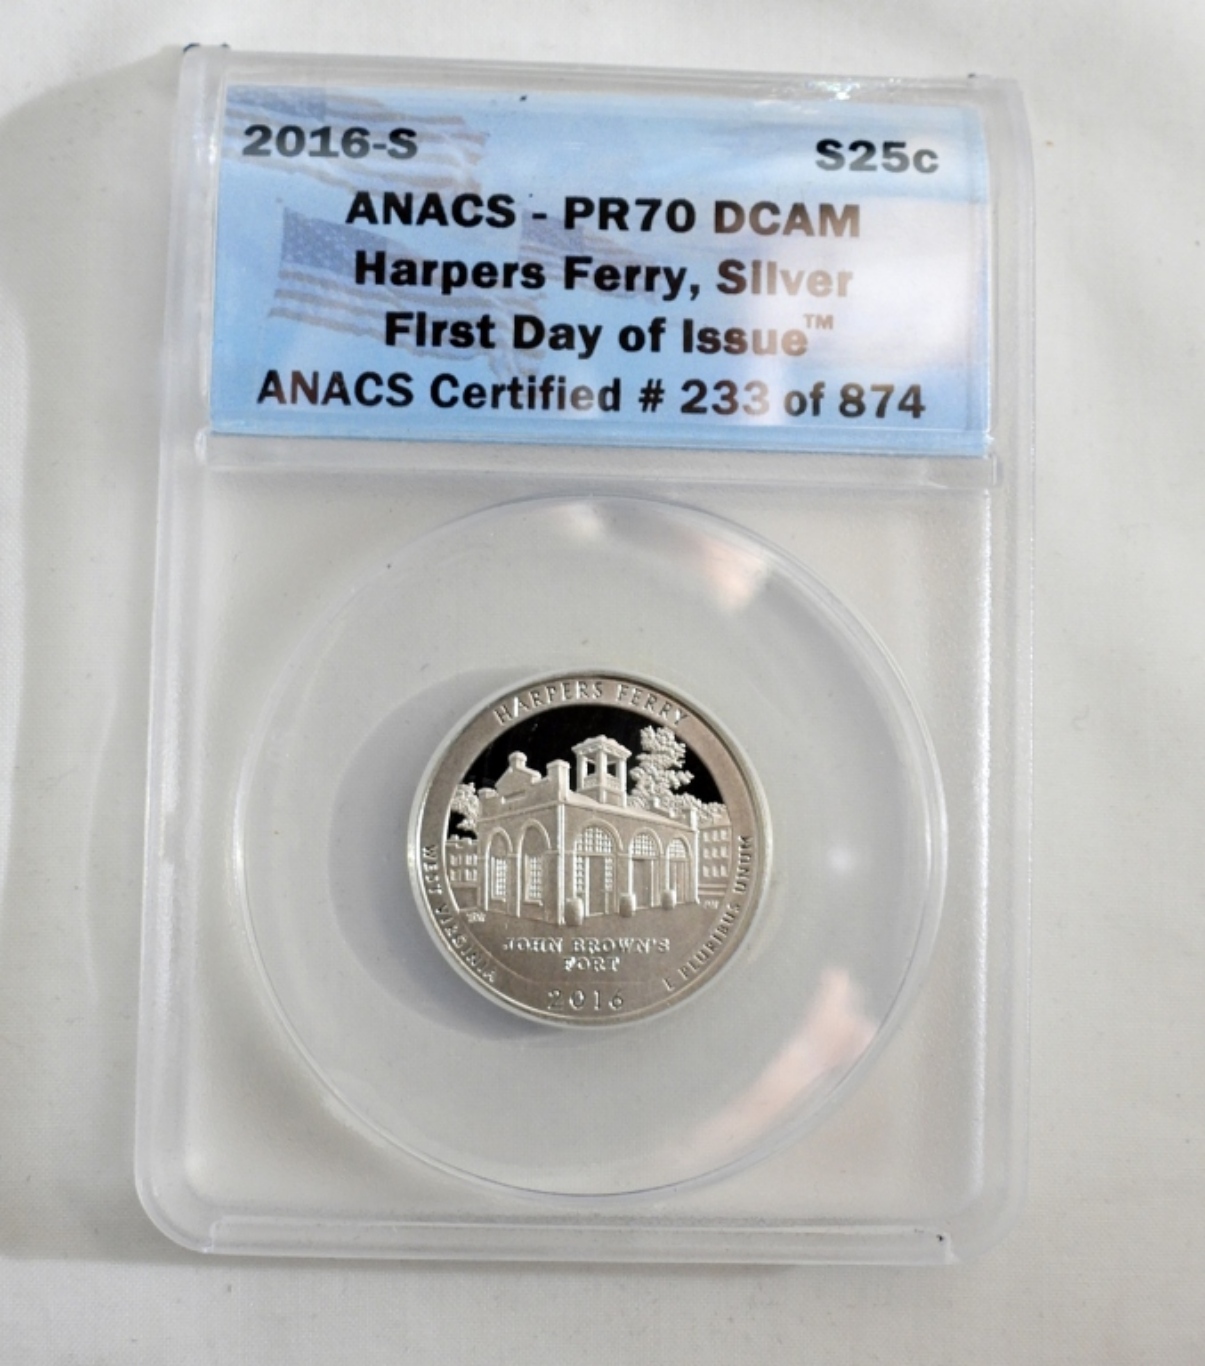 2016-S S25c
ANACS - PR70 DCAM
Harpers Ferry, Silver
First Day of Issue™
ANACS Certified # 233 of 874
HARPERS FERRY
WEST VIRGINIA
E PLURIBUS UNUM
JOHN BROWN'S
FORT
2016